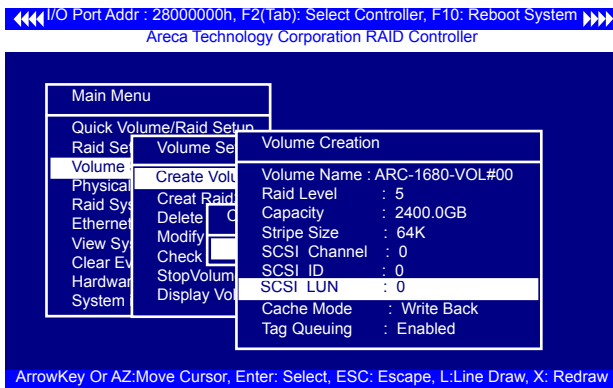 I/O Port Addr : 28000000h, F2(Tab): Select Controller, F10: Reboot System
Areca Technology Corporation RAID Controller
Main Menu
Quick Volume/Raid Setup
Raid Set
Volume
Physical
Raid Sys
Ethernet
View Sy
Clear Ev
Hardwar
System
Volume Se
Create Volu
Creat Raid
Delete
Modify
Check
StopVolum
Display Vol
C
Volume Creation
Volume Name : ARC-1680-VOL#00
Raid Level : 5
Capacity : 2400.0GB
Stripe Size : 64K
SCSI Channel : 0
SCSI ID : 0
SCSI LUN : 0
Cache Mode : Write Back
Tag Queuing : Enabled
ArrowKey Or AZ:Move Cursor, Enter: Select, ESC: Escape, L:Line Draw, X: Redraw